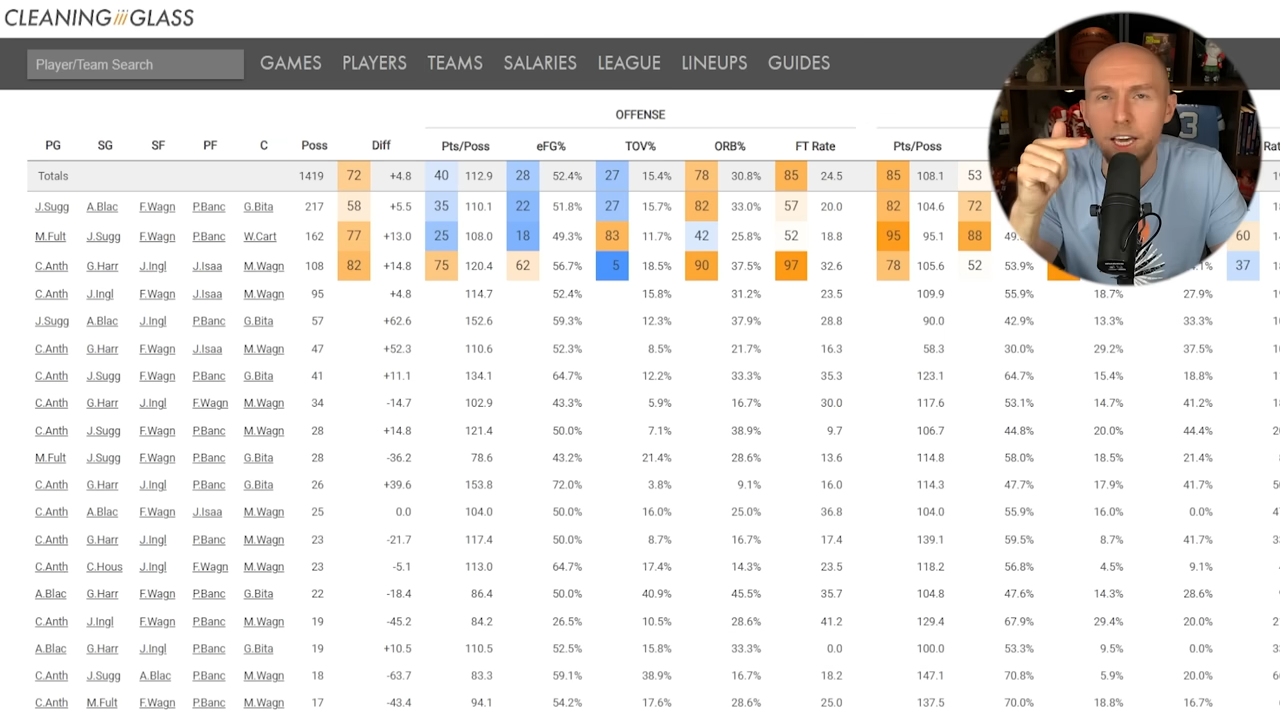 CLEANING iii GLASS
Player/Team Search GAMES PLAYERS TEAMS SALARIES LEAGUE LINEUPS GUIDES
OFFENSE
PG SG SF PF C Poss Diff Pts/Poss eFG% TOV% ORB% FT Rate Pts/Poss
Totals 1419 72 +4.8 40 112.9 28 52.4% 27 15.4% 78 30.8% 85 24.5 85 108.1 53
J.Sugg A.Blac F.Wagn P.Banc G.Bita 217 58 +5.5 35 110.1 22 51.8% 27 15.7% 82 33.0% 57 20.0 82 104.6 72
M.Fult J.Sugg F.Wagn P.Banc W.Cart 162 77 +13.0 25 108.0 18 49.3% 83 11.7% 42 25.8% 52 18.8 95 95.1 88 60
C.Anth G.Harr J.Ingl J.Isaa M.Wagn 108 82 +14.8 75 120.4 62 56.7% 5 18.5% 90 37.5% 97 32.6 78 105.6 52 53.9% 37
C.Anth J.Ingl F.Wagn J.Isaa M.Wagn 95 +4.8 114.7 52.4% 15.8% 31.2% 23.5 109.9 55.9% 18.7% 27.9%
J.Sugg A.Blac J.Ingl P.Banc G.Bita 57 +62.6 152.6 59.3% 12.3% 37.9% 28.8 90.0 42.9% 13.3% 33.3%
C.Anth G.Harr F.Wagn J.Isaa M.Wagn 47 +52.3 110.6 52.3% 8.5% 21.7% 16.3 58.3 30.0% 29.2% 37.5%
C.Anth J.Sugg F.Wagn P.Banc G.Bita 41 +11.1 134.1 64.7% 12.2% 33.3% 35.3 123.1 64.7% 15.4% 18.8%
C.Anth G.Harr J.Ingl F.Wagn M.Wagn 34 -14.7 102.9 43.3% 5.9% 16.7% 30.0 117.6 53.1% 14.7% 41.2%
C.Anth J.Sugg F.Wagn P.Banc M.Wagn 28 +14.8 121.4 50.0% 7.1% 38.9% 9.7 106.7 44.8% 20.0% 44.4%
M.Fult J.Sugg F.Wagn P.Banc G.Bita 28 -36.2 78.6 43.2% 21.4% 28.6% 13.6 114.8 58.0% 18.5% 21.4%
C.Anth G.Harr J.Ingl P.Banc G.Bita 26 +39.6 153.8 72.0% 3.8% 9.1% 16.0 114.3 47.7% 17.9% 41.7%
C.Anth A.Blac F.Wagn J.Isaa M.Wagn 25 0.0 104.0 50.0% 16.0% 25.0% 36.8 104.0 55.9% 16.0% 0.0%
C.Anth G.Harr J.Ingl P.Banc M.Wagn 23 -21.7 117.4 50.0% 8.7% 16.7% 17.4 139.1 59.5% 8.7% 41.7%
C.Anth C.Hous J.Ingl F.Wagn M.Wagn 23 -5.1 113.0 64.7% 17.4% 14.3% 23.5 118.2 56.8% 4.5% 9.1%
A.Blac G.Harr F.Wagn P.Banc G.Bita 22 -18.4 86.4 50.0% 40.9% 45.5% 35.7 104.8 47.6% 14.3% 28.6%
C.Anth J.Ingl F.Wagn P.Banc M.Wagn 19 -45.2 84.2 26.5% 10.5% 28.6% 41.2 129.4 67.9% 29.4% 20.0%
A.Blac G.Harr J.Ingl P.Banc G.Bita 19 +10.5 110.5 52.5% 15.8% 33.3% 0.0 100.0 53.3% 9.5% 0.0%
C.Anth J.Sugg A.Blac P.Banc M.Wagn 18 -63.7 83.3 59.1% 38.9% 16.7% 18.2 147.1 70.8% 5.9% 20.0%
C.Anth M.Fult F.Wagn P.Banc M.Wagn 17 -43.4 94.1 54.2% 17.6% 28.6% 25.0 137.5 70.0% 18.8% 16.7%